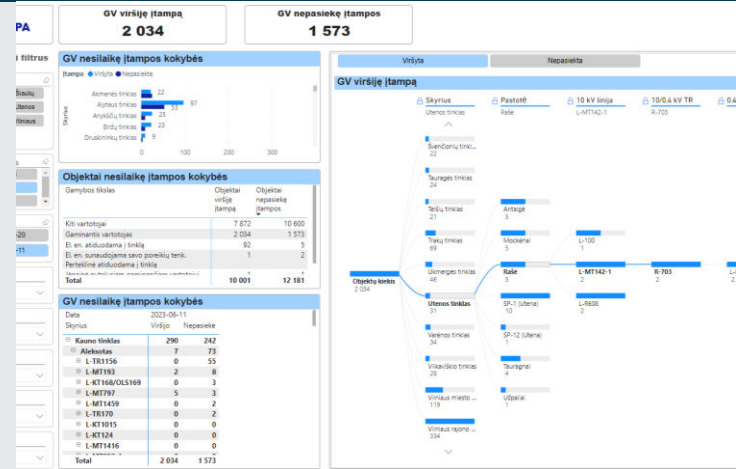 PA
GV viršiję įtampą
2 034
GV nepasiekę įtampos
1 573
i filtrus
Šiaulių
Utenos
Vilniaus
-20
-11
GV nesilaikę įtampos kokybės
Įtampa Viršyta Nepasiekta
Skyrius
Akmenės tinklas 22
Alytaus tinklas 97
53
Anykščių tinklas 25
Biržų tinklas 23
Druskininkų tinklas 9
0 100 200 300
Objektai nesilaikę įtampos kokybės
Gamybos tikslas Objektai viršiję įtampą Objektai nepasiekę įtampos
Kiti vartotojai 7 872 10 600
Gaminantis vartotojas 2 034 1 573
El. en. atiduodama į tinklą 92 5
El. en. sunaudojama savo poreikių tenk. 1 2
Perteklinė atiduodama į tinklą
Total 10 001 12 181
GV nesilaikę įtampos kokybės
Data 2023-06-11
Skyrius Viršijo Nepasiekė
Kauno tinklas 290 242
Aleksotas 7 73
L-TR1156 0 55
L-MT193 2 8
L-KT168/OLS169 0 3
L-MT797 5 3
L-MT1459 0 2
L-TR170 0 2
L-KT1015 0 0
L-KT124 0 0
L-MT1416 0 0
Total 2 034 1 573
Viršyta
Nepasiekta
GV viršiję įtampą
Skyrius Pastotė 10 kV linija 10/0.4 kV TR 0.4
Utenos tinklas Rašė L-MT142-1 R-703
Švenčionių tinkl...
22
Tauragės tinklas
24
Telšių tinklas
21
Trakų tinklas
69
Ukmergės tinklas
46
Utenos tinklas
31
Varėnos tinklas
34
Vilkaviškio tinklas
28
Vilniaus miesto ...
119
Vilniaus rajono ...
334
Objektų kiekis
2 034
Antalgė
5
Mockėnai
5
Rašė
5
SP-1 (Utena)
10
SP-12 (Utena)
1
Tauragnai
4
Užpaliai
1
L-100
1
L-MT142-1
2
L-R608
2
R-703
2
L-
2